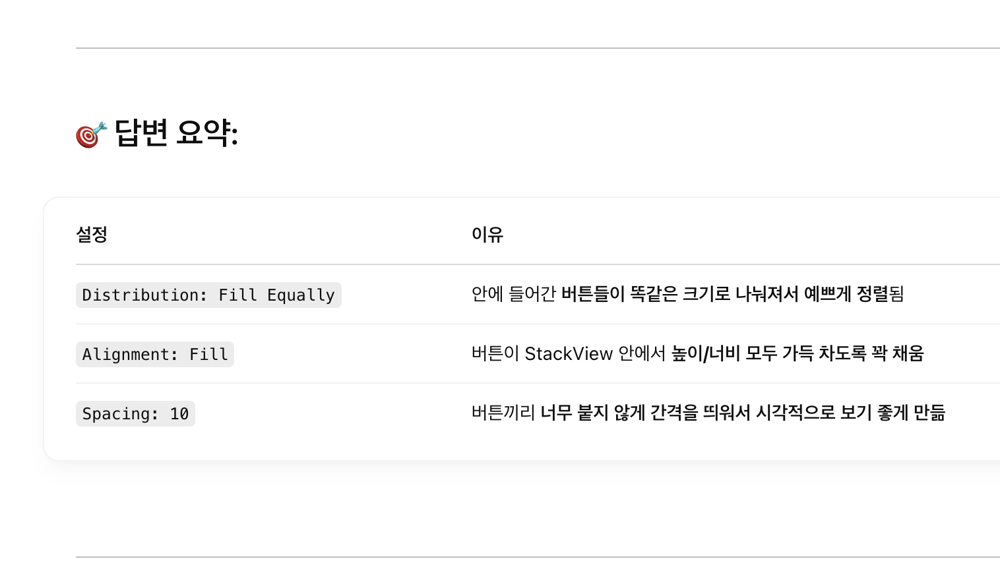 🎯 답변 요약:
설정 이유
Distribution: Fill Equally 안에 들어간 버튼들이 똑같은 크기로 나눠져서 예쁘게 정렬됨
Alignment: Fill 버튼이 StackView 안에서 높이/너비 모두 가득 차도록 꽉 채움
Spacing: 10 버튼끼리 너무 붙지 않게 간격을 띄워서 시각적으로 보기 좋게 만듦